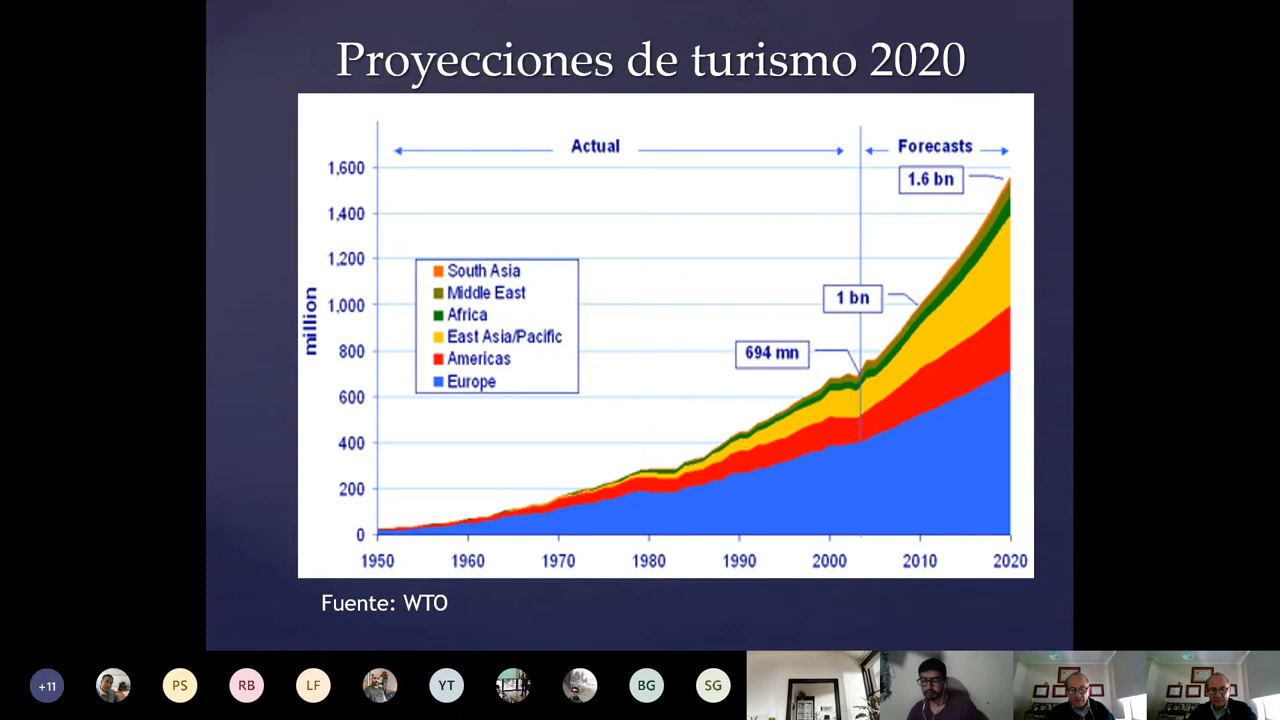 Proyecciones de turismo 2020
Actual
Forecasts
1.6 bn
1,600
1,400
1,200
1,000
800
600
400
200
0
million
South Asia
Middle East
Africa
East Asia/Pacific
Americas
Europe
1 bn
694 mn
1950 1960 1970 1980 1990 2000 2010 2020
Fuente: WTO
+11 PS RB LF YT BG SG